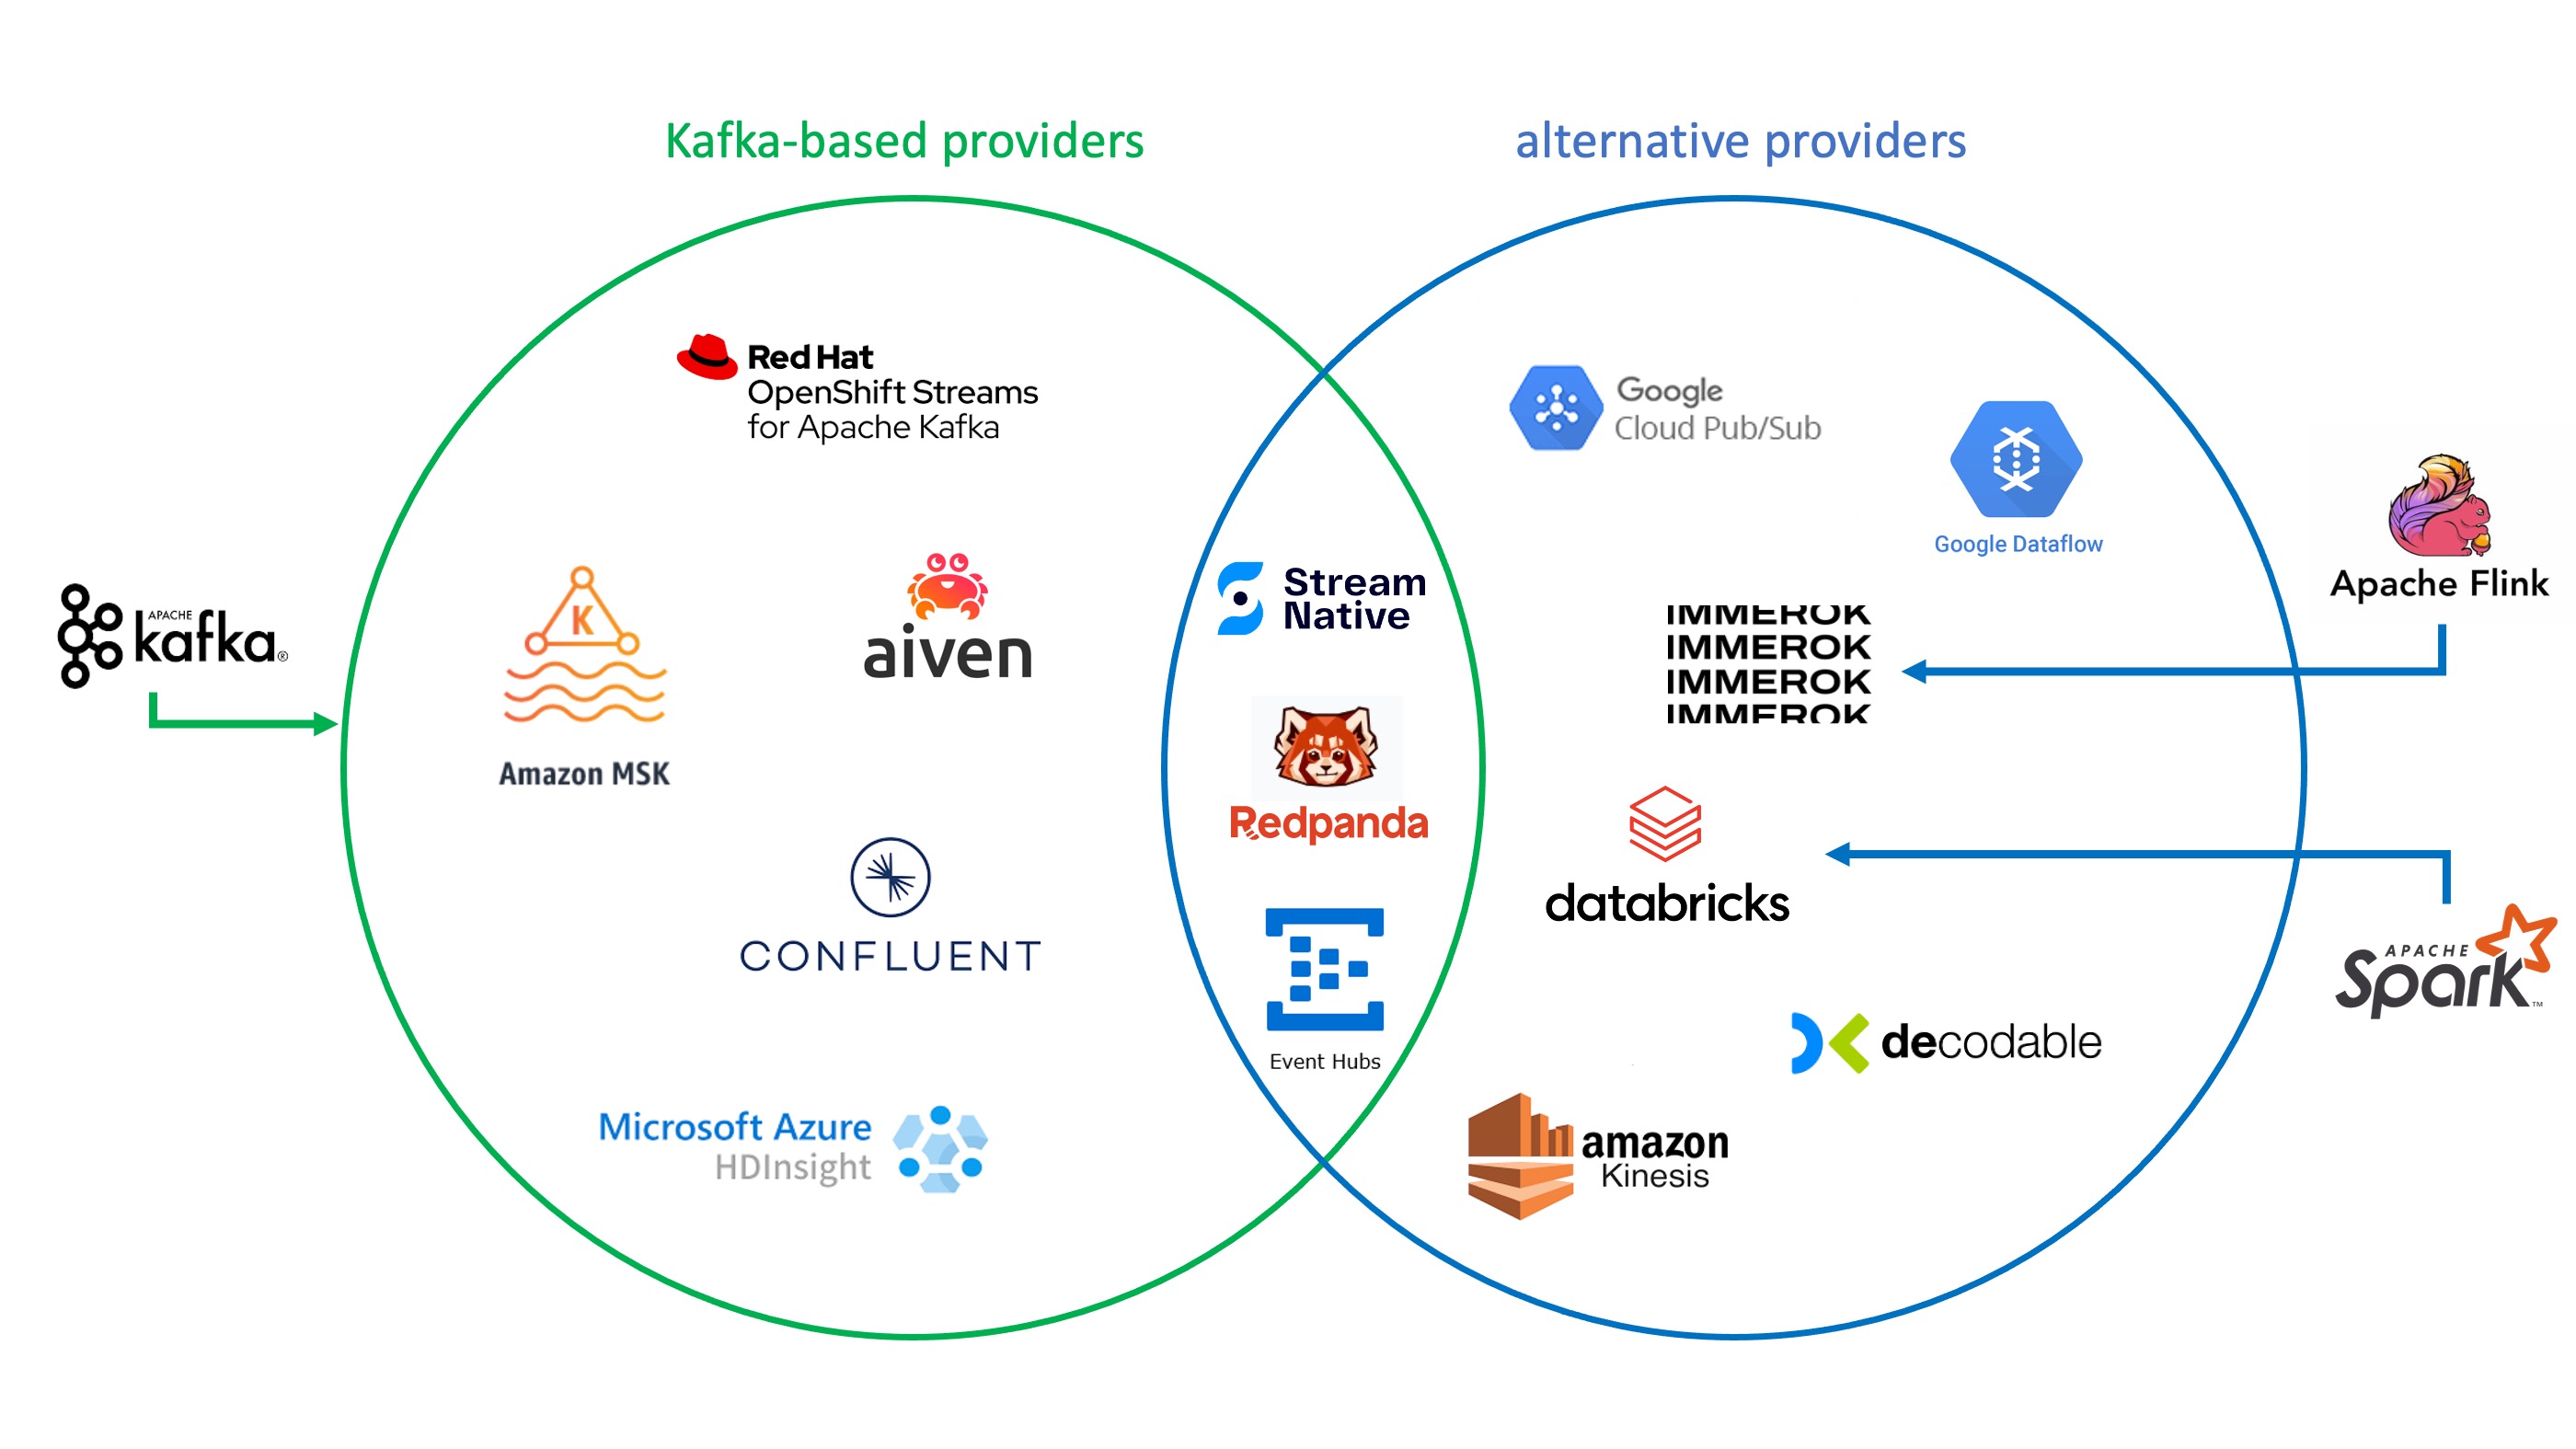 Kafka-based providers
alternative providers
Red Hat
OpenShift Streams
for Apache Kafka
Google
Cloud Pub/Sub
Google Dataflow
Apache Flink
APACHE
kafka®
K
Amazon MSK
aiven
Stream
Native
IMMEROK
IMMEROK
IMMEROK
IMMEROK
Redpanda
databricks
CONFLUENT
APACHE
Spark™
Event Hubs
decodable
Microsoft Azure
HDInsight
amazon
Kinesis